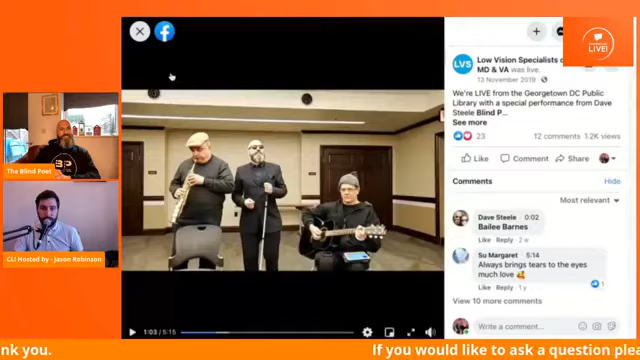 LIVE!
LVS
Low Vision Specialists o
MD & VA was live.
13 November 2019 ·
We're LIVE from the Georgetown DC Public
Library with a special performance from Dave
Steele Blind P...
See more
23
12 comments 1.2K views
Like Comment Share
Comments
Hide
Most relevant
Dave Steele 0:02
Bailee Barnes
Like · Reply · 2 w
Su Margaret 5:14
Always brings tears to the eyes
much love
1
Like · Reply · 1 y
View 10 more comments
Write a comment...
BP
The Blind Poet
CL! Hosted by - Jason Robinson
1:03 / 5:15
nk you.
If you would like to ask a question plea